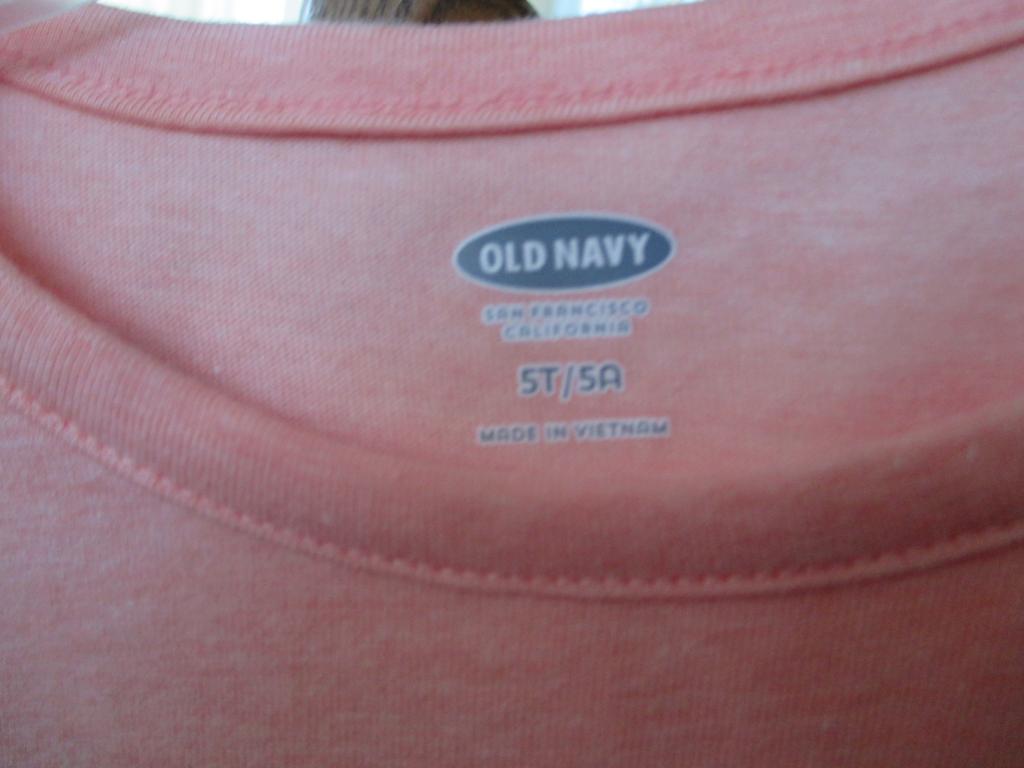 OLD NAVY
SAN FRANCISCO
CALIFORNIA
5T/5A
MADE IN VIETNAM